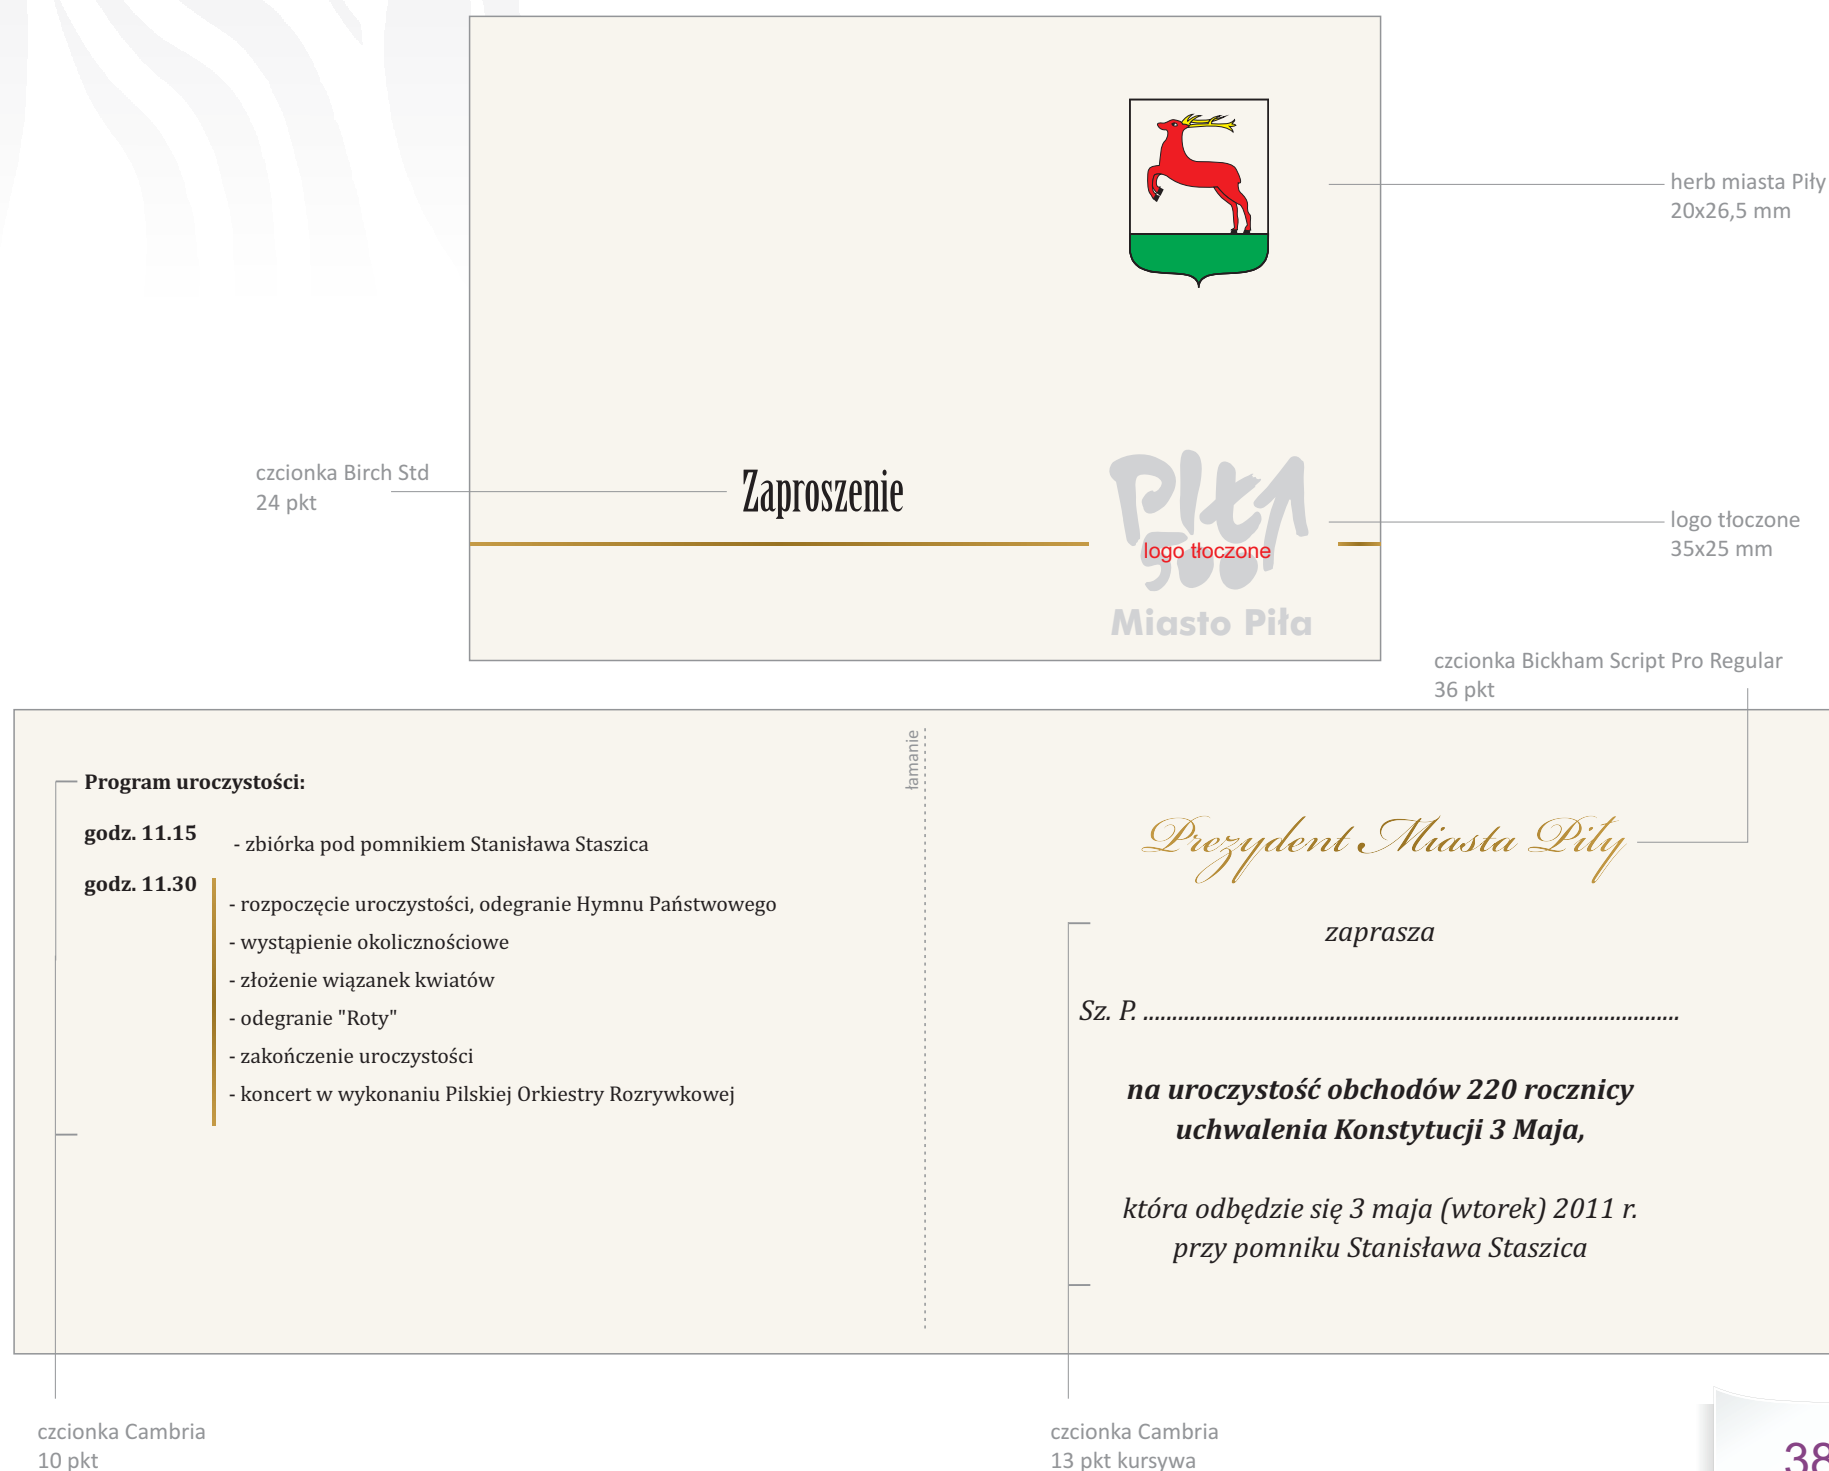 herb miasta Piły
20x26,5 mm
czcionka Birch Std
24 pkt
Zaproszenie
PIŁA
500
logo tłoczone
Miasto Piła
logo tłoczone
35x25 mm
czcionka Bickham Script Pro Regular
36 pkt
łamanie
Program uroczystości:
godz. 11.15 - zbiórka pod pomnikiem Stanisława Staszica
godz. 11.30
- rozpoczęcie uroczystości, odegranie Hymnu Państwowego
- wystąpienie okolicznościowe
- złożenie wiązanek kwiatów
- odegranie "Roty"
- zakończenie uroczystości
- koncert w wykonaniu Pilskiej Orkiestry Rozrywkowej
Prezydent Miasta Piły
zaprasza
Sz. P. ............................................................................................
na uroczystość obchodów 220 rocznicy
uchwalenia Konstytucji 3 Maja,
która odbędzie się 3 maja (wtorek) 2011 r.
przy pomniku Stanisława Staszica
czcionka Cambria
10 pkt
czcionka Cambria
13 pkt kursywa
38